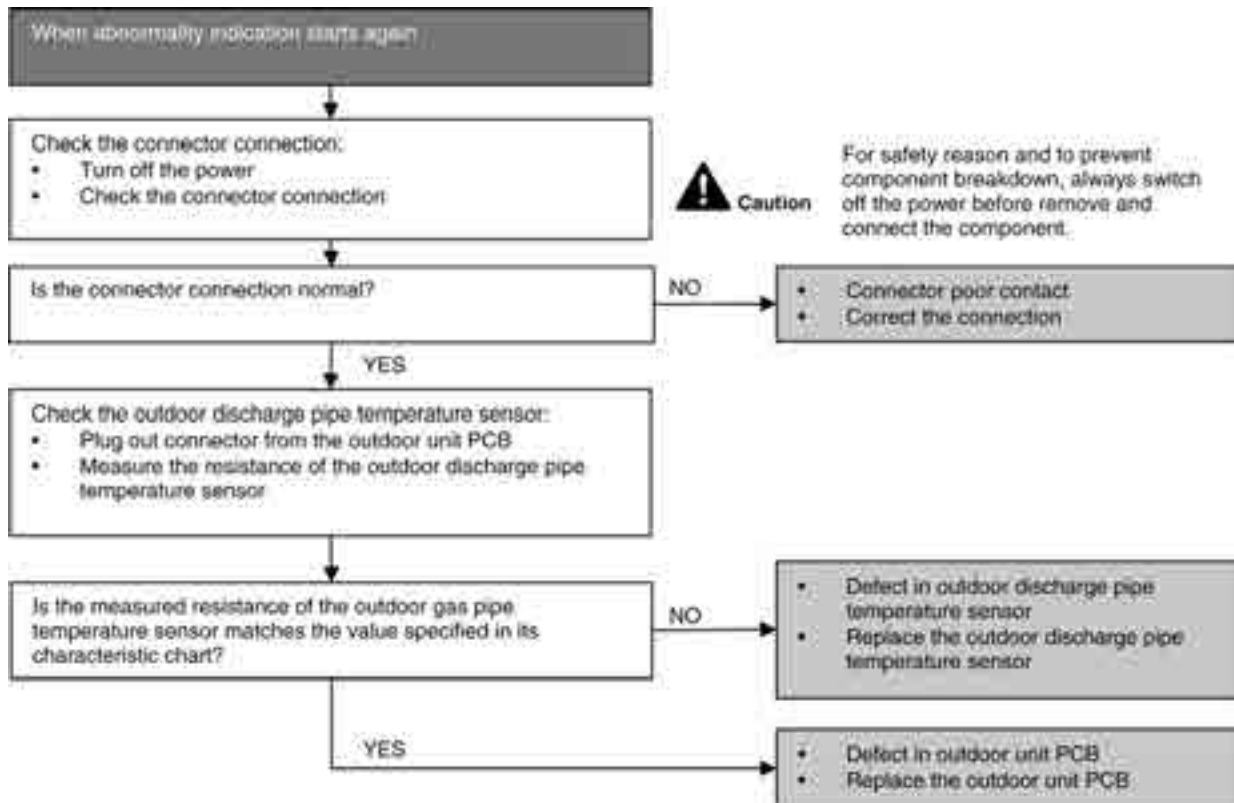 When abnormality indication starts again
Check the connector connection:
• Turn off the power
• Check the connector connection
Caution
For safety reason and to prevent
component breakdown, always switch
off the power before remove and
connect the component.
Is the connector connection normal?
NO
• Connector poor contact
• Correct the connection
YES
Check the outdoor discharge pipe temperature sensor:
• Plug out connector from the outdoor unit PCB
• Measure the resistance of the outdoor discharge pipe
temperature sensor
Is the measured resistance of the outdoor gas pipe
temperature sensor matches the value specified in its
characteristic chart?
NO
• Defect in outdoor discharge pipe
temperature sensor
• Replace the outdoor discharge pipe
temperature sensor
YES
• Defect in outdoor unit PCB
• Replace the outdoor unit PCB